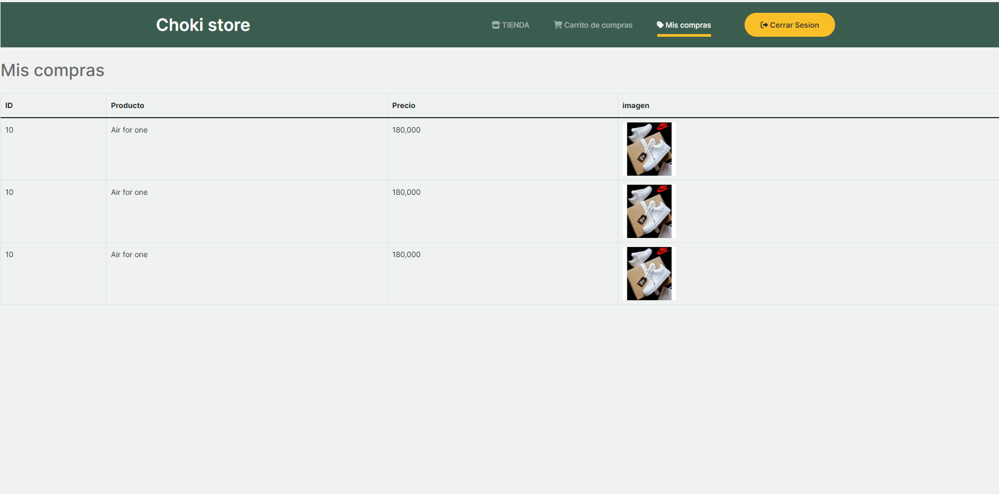 Choki store
TIENDA
Carrito de compras
Mis compras
Cerrar Sesion
Mis compras
ID Producto Precio imagen
10 Air for one 180,000
10 Air for one 180,000
10 Air for one 180,000